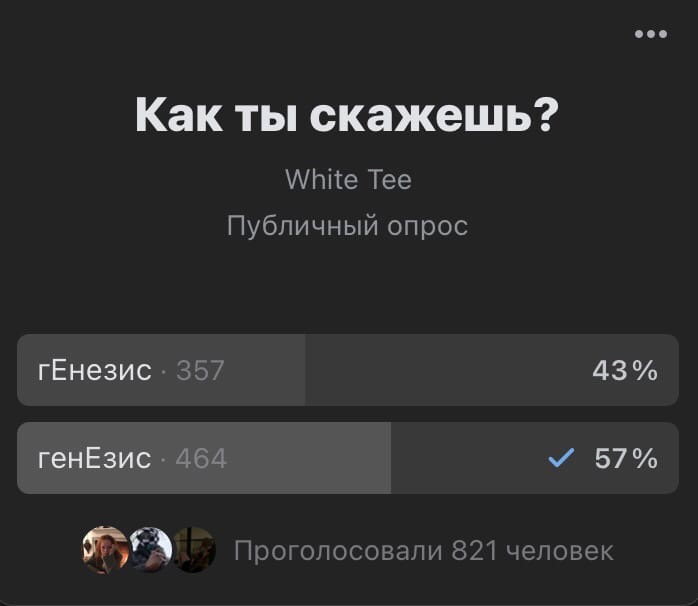 Как ты скажешь?
White Tee
Публичный опрос
гЕнезис · 357 43%
генЕзис · 464 57%
Проголосовали 821 человек